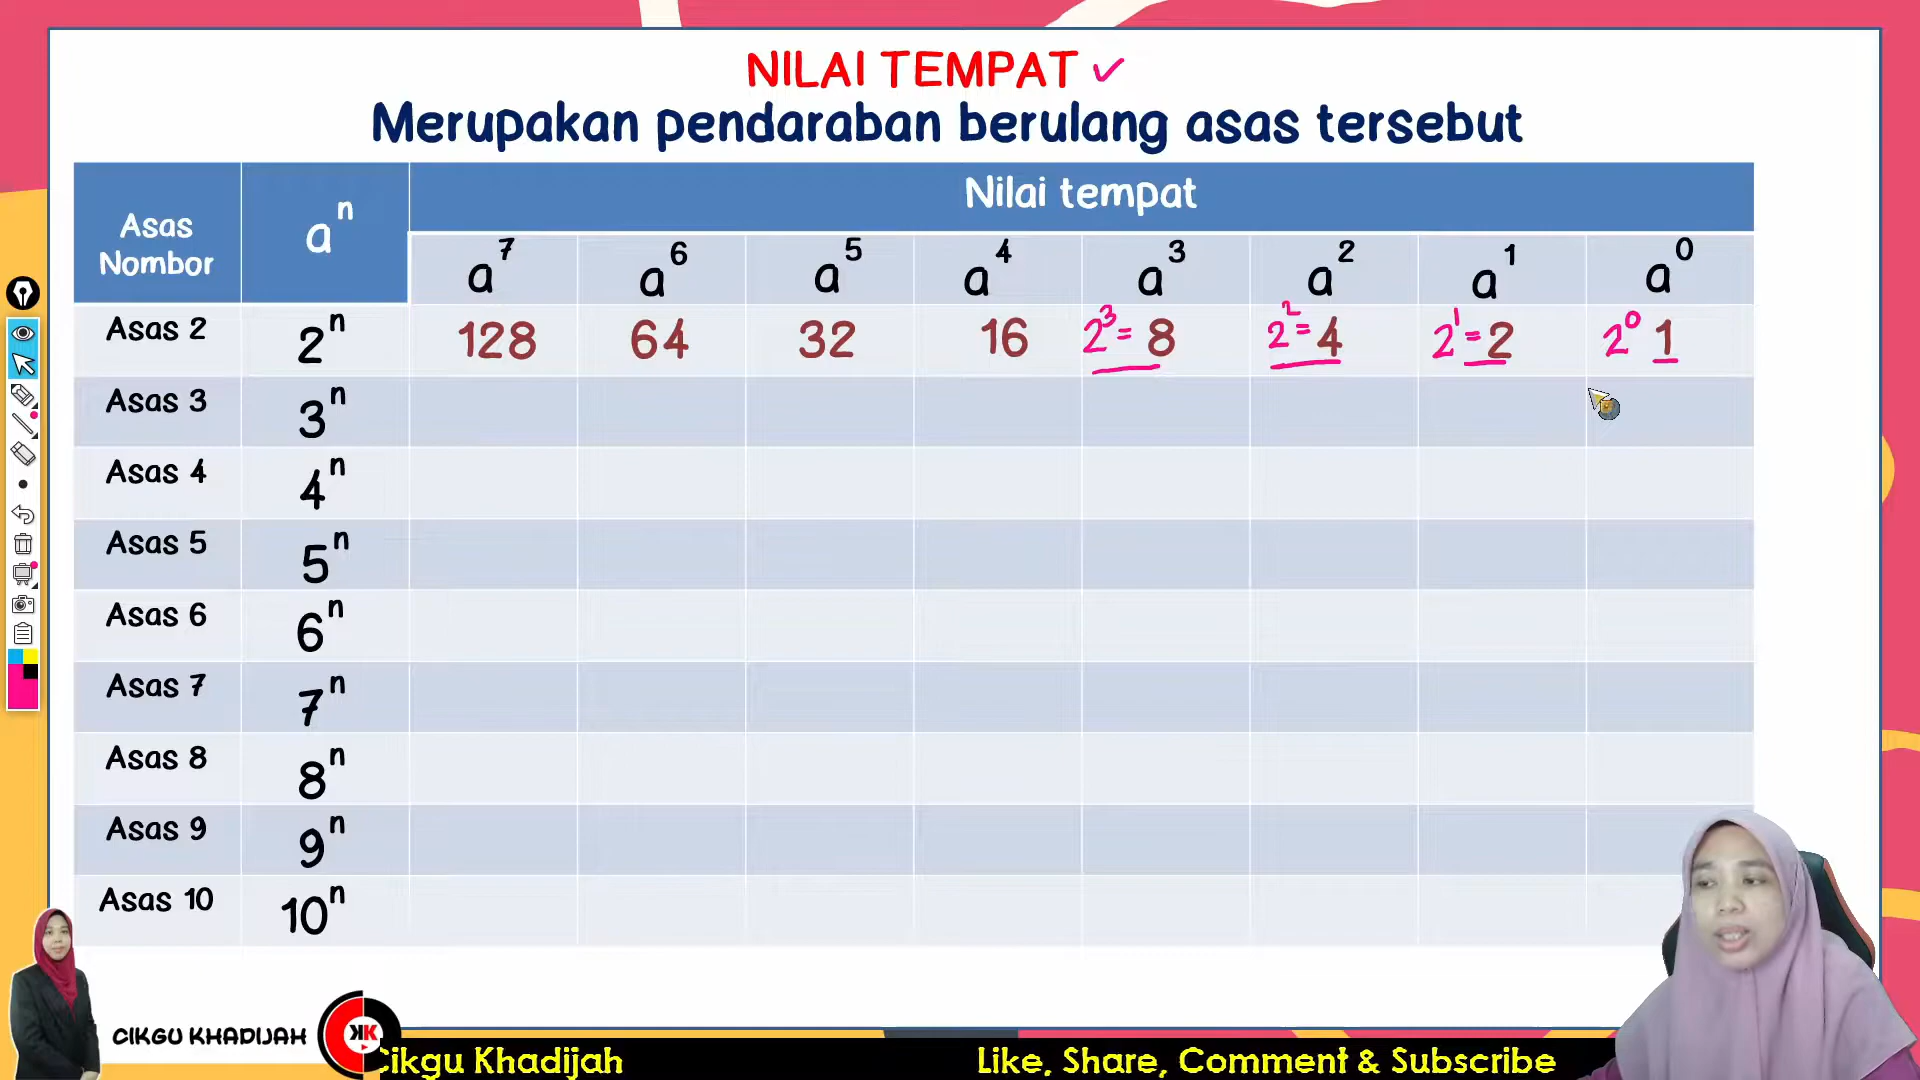 NILAI TEMPAT ✓
Merupakan pendaraban berulang asas tersebut
Asas Nombor aⁿ Nilai tempat
a⁷ a⁶ a⁵ a⁴ a³ a² a¹ a⁰
Asas 2 2ⁿ 128 64 32 16 2³= 8 2²= 4 2¹= 2 2⁰ 1
Asas 3 3ⁿ
Asas 4 4ⁿ
Asas 5 5ⁿ
Asas 6 6ⁿ
Asas 7 7ⁿ
Asas 8 8ⁿ
Asas 9 9ⁿ
Asas 10 10ⁿ
CIKGU KHADIJAH KK
Cikgu Khadijah Like, Share, Comment & Subscribe